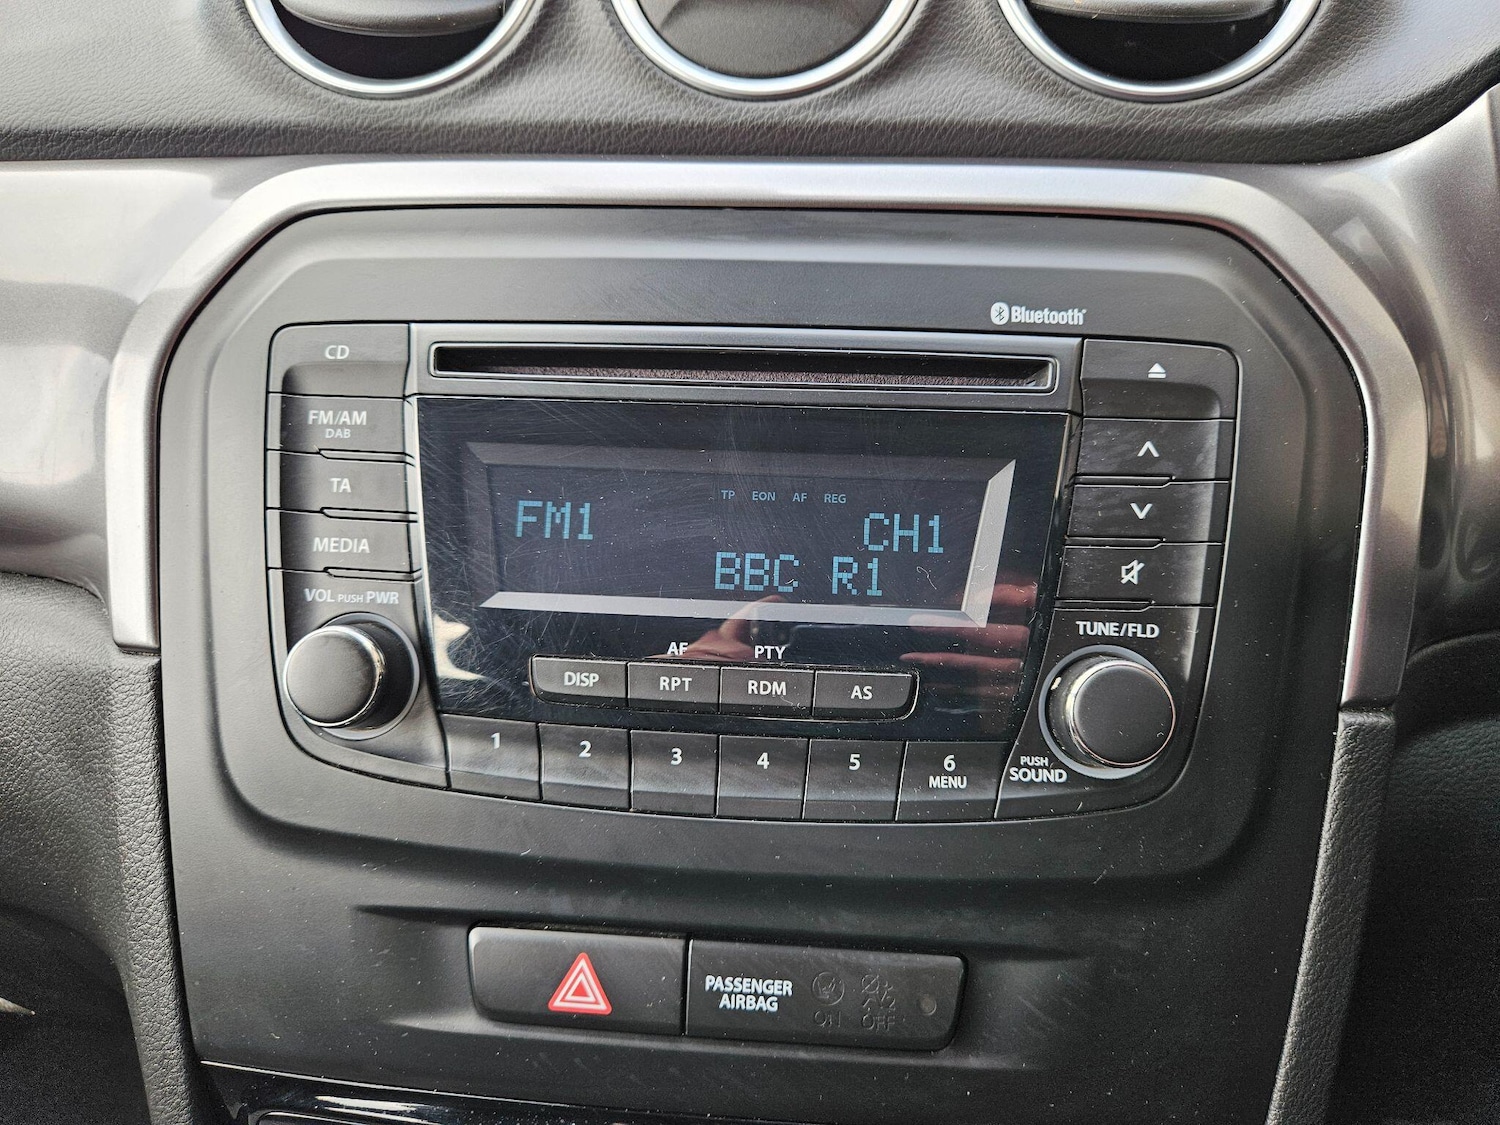 Bluetooth
CD
FM/AM
DAB
TA
MEDIA
VOL PUSH PWR
TP EON AF REG
FM1 CH1
BBC R1
TUNE/FLD
AF PTY
DISP RPT RDM AS
1 2 3 4 5 6
MENU
PUSH
SOUND
PASSENGER
AIRBAG
ON OFF